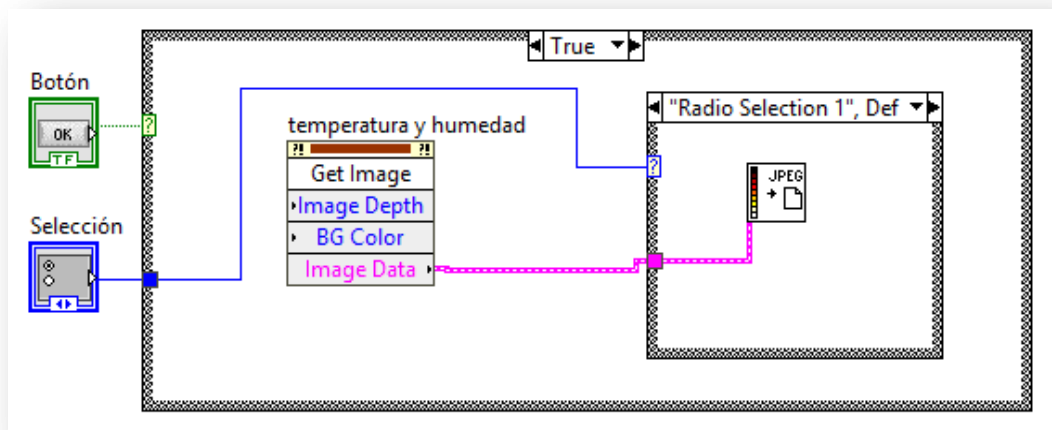 True
Botón
OK
TF
Selección
temperatura y humedad
?! ?!
Get Image
Image Depth
BG Color
Image Data
"Radio Selection 1", Def
JPEG
?
?